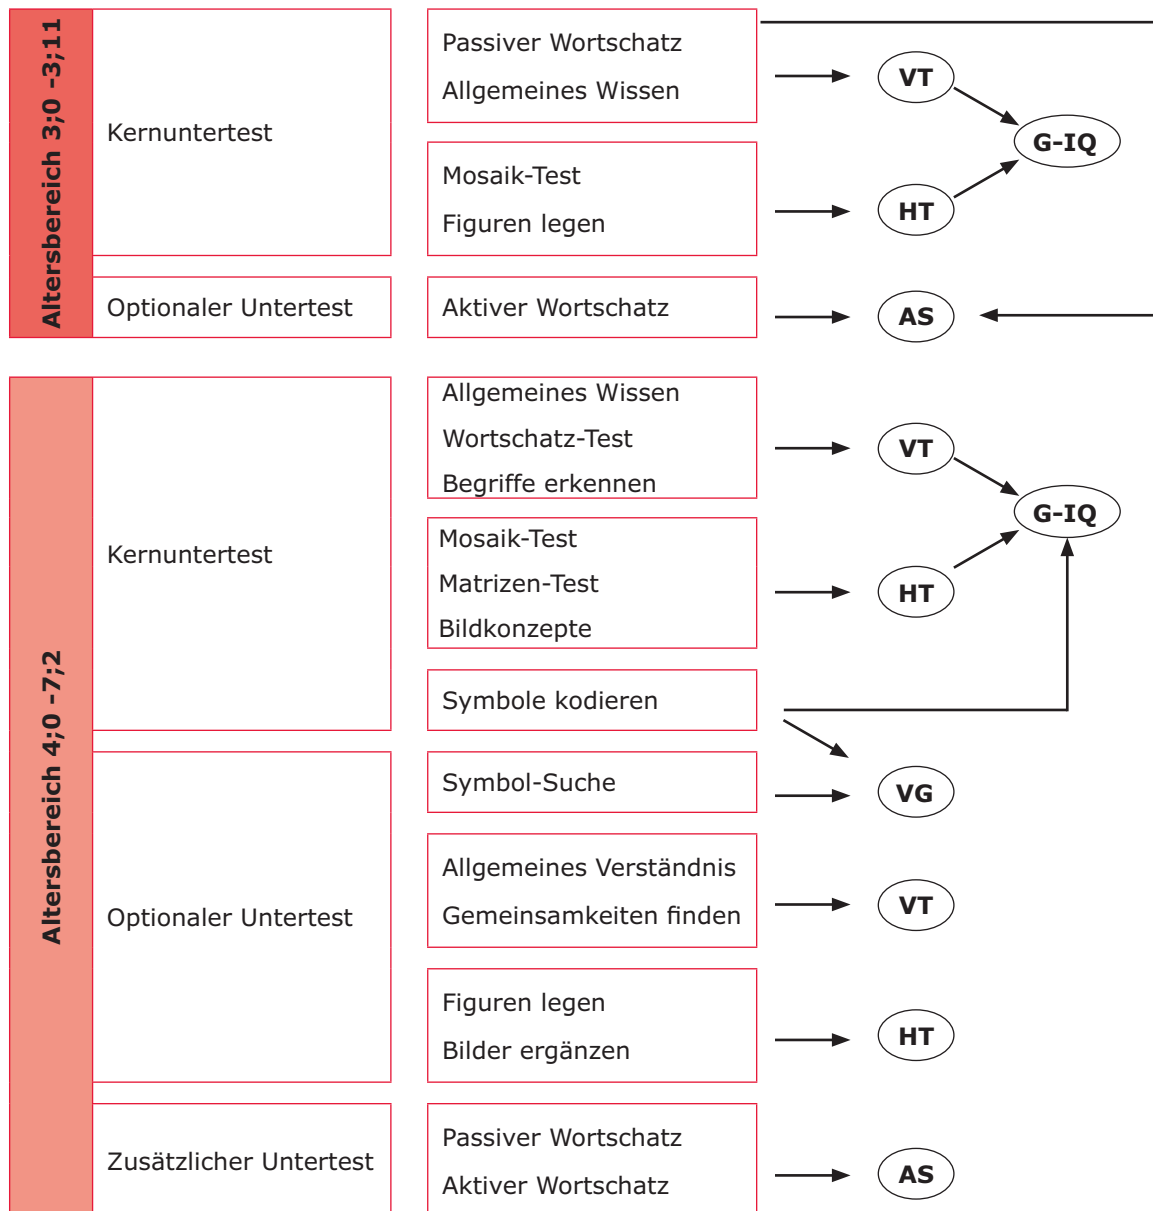 Altersbereich 3;0 -3;11
Kernuntertest
Passiver Wortschatz
Allgemeines Wissen
VT
G-IQ
Mosaik-Test
Figuren legen
HT
Optionaler Untertest
Aktiver Wortschatz
AS
Altersbereich 4;0 -7;2
Kernuntertest
Allgemeines Wissen
Wortschatz-Test
Begriffe erkennen
VT
G-IQ
Mosaik-Test
Matrizen-Test
Bildkonzepte
HT
Symbole kodieren
Optionaler Untertest
Symbol-Suche
VG
Allgemeines Verständnis
Gemeinsamkeiten finden
VT
Figuren legen
Bilder ergänzen
HT
Zusätzlicher Untertest
Passiver Wortschatz
Aktiver Wortschatz
AS